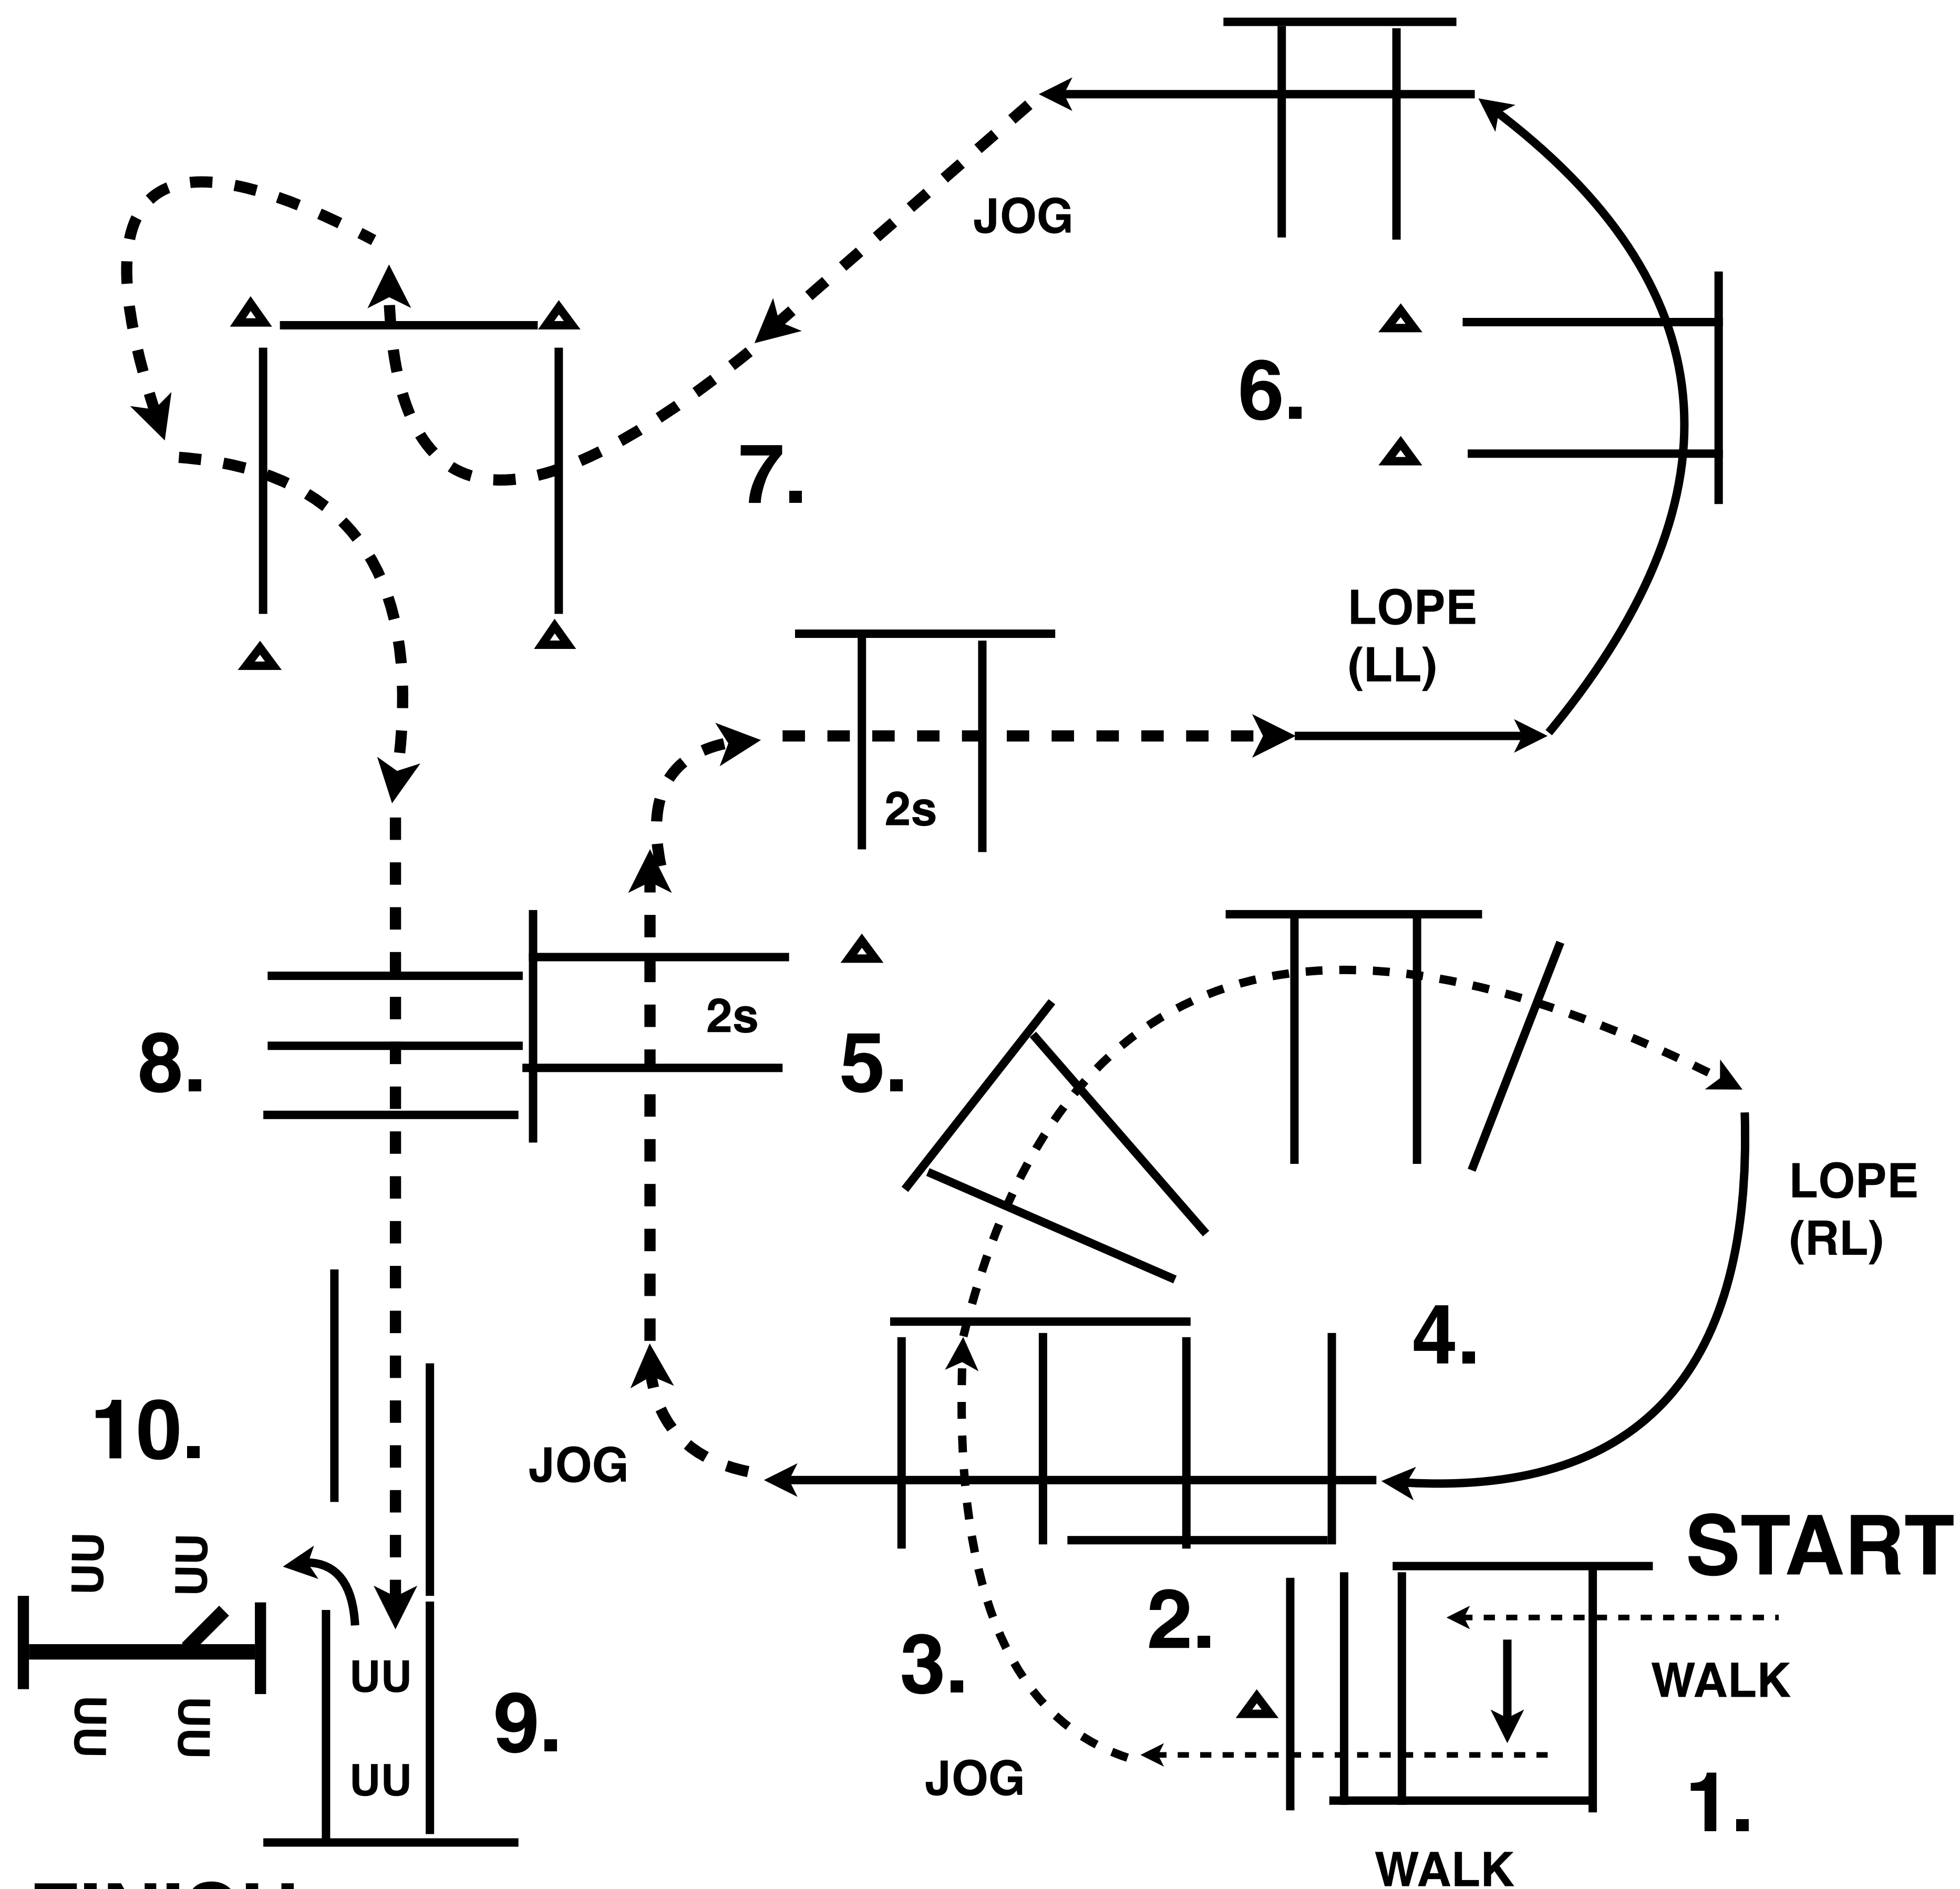 JOG
6.
7.
LOPE
(LL)
2s
2s
8.
5.
LOPE
(RL)
4.
10.
JOG
START
UU
UU
2.
3.
WALK
UU
UU
9.
UU
UU
JOG
1.
WALK
FINISH